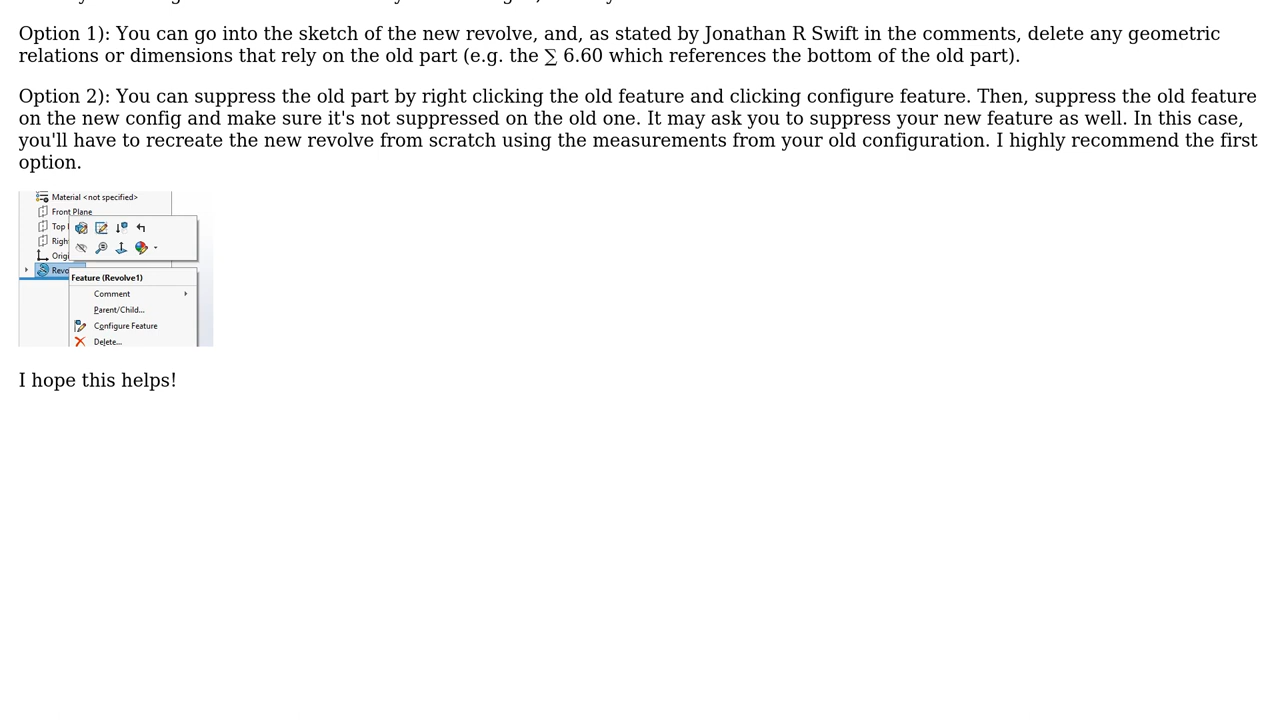 Option 1): You can go into the sketch of the new revolve, and, as stated by Jonathan R Swift in the comments, delete any geometric
relations or dimensions that rely on the old part (e.g. the ∑ 6.60 which references the bottom of the old part).
Option 2): You can suppress the old part by right clicking the old feature and clicking configure feature. Then, suppress the old feature
on the new config and make sure it's not suppressed on the old one. It may ask you to suppress your new feature as well. In this case,
you'll have to recreate the new revolve from scratch using the measurements from your old configuration. I highly recommend the first
option.
Material <not specified>
Front Plane
Top
Righ
Orig
Revo
Feature (Revolve1)
Comment
Parent/Child...
Configure Feature
Delete...
I hope this helps!